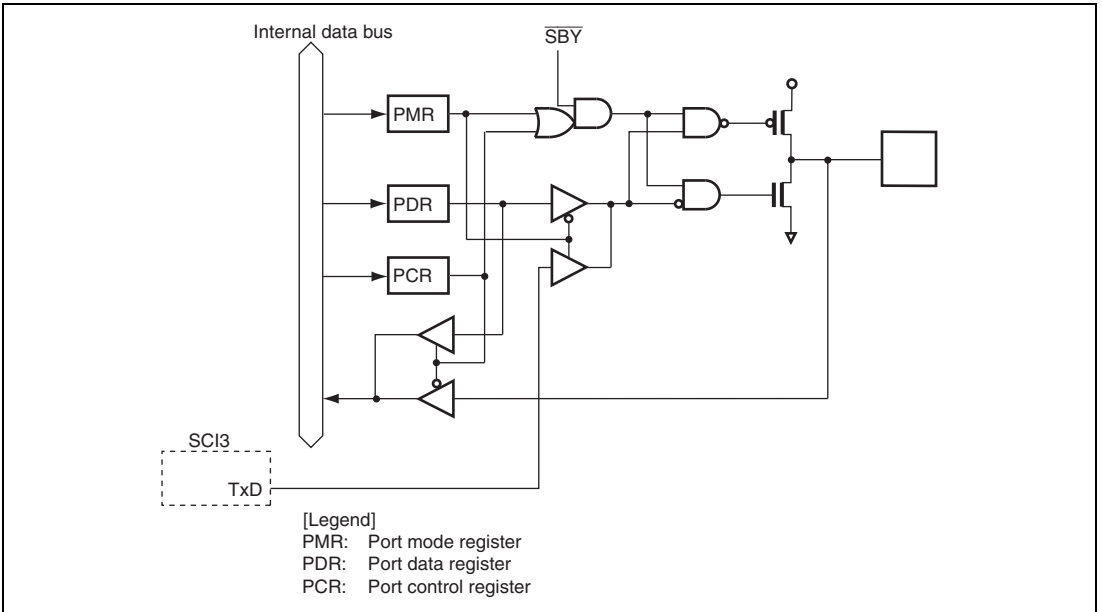 Internal data bus
S̅B̅Y̅
PMR
PDR
PCR
SCI3
TxD
[Legend]
PMR: Port mode register
PDR: Port data register
PCR: Port control register